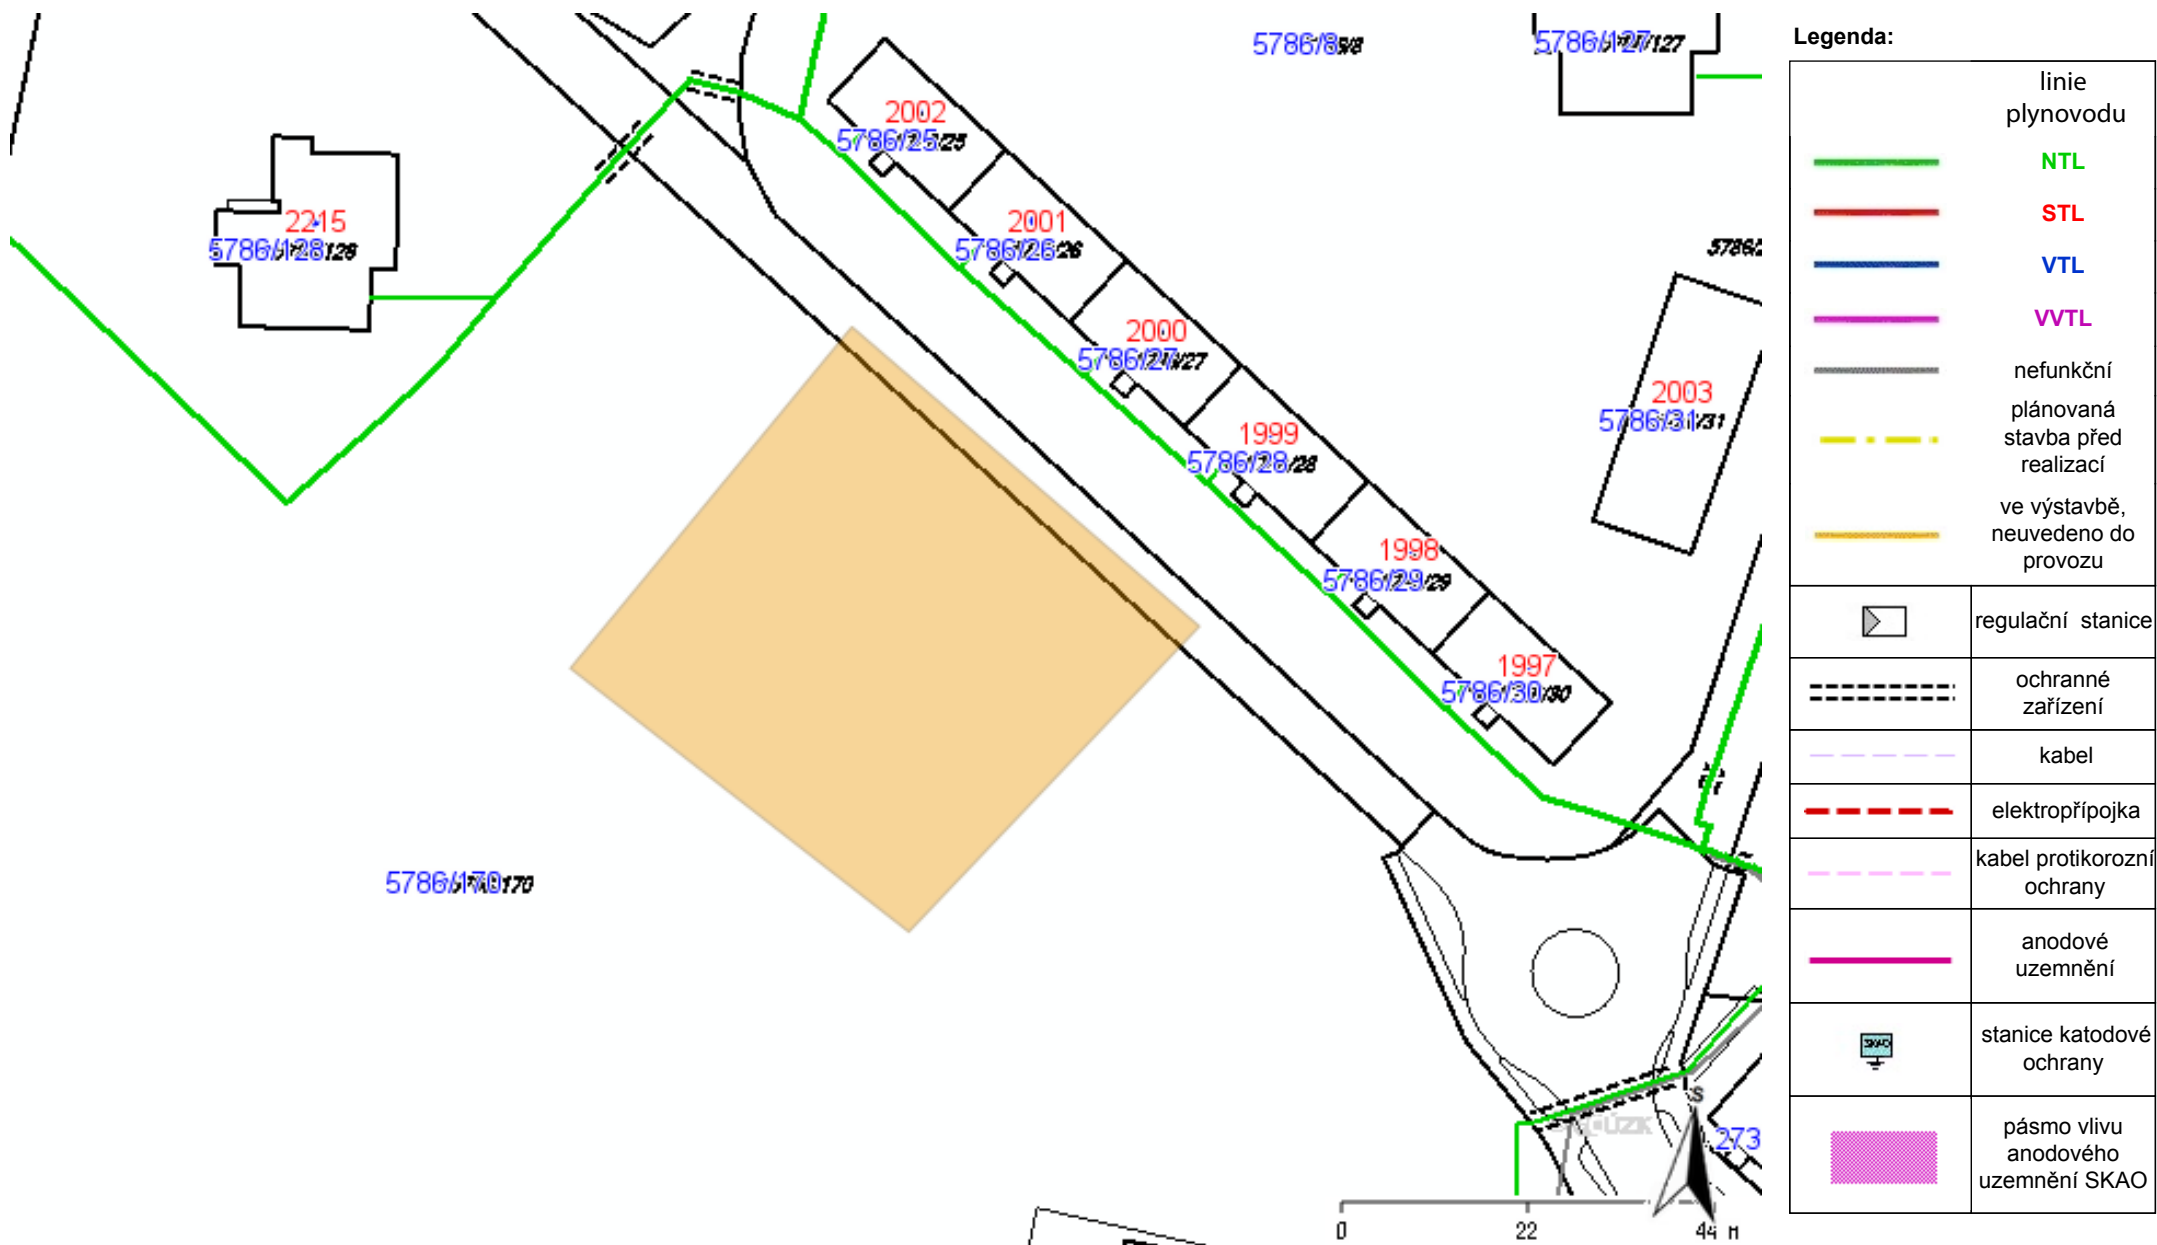 5786/8
5786/127
2002
5786/25
2001
5786/26
2215
5786/128
2000
5786/27
2003
5786/31
1999
5786/28
1998
5786/29
1997
5786/30
5786/170
273
S
0 22 44 M
Legenda:
linie
plynovodu
NTL
STL
VTL
VVTL
nefunkční
plánovaná
stavba před
realizací
ve výstavbě,
neuvedeno do
provozu
regulační stanice
ochranné
zařízení
kabel
elektropřípojka
kabel protikorozní
ochrany
anodové
uzemnění
SKAO
stanice katodové
ochrany
pásmo vlivu
anodového
uzemnění SKAO